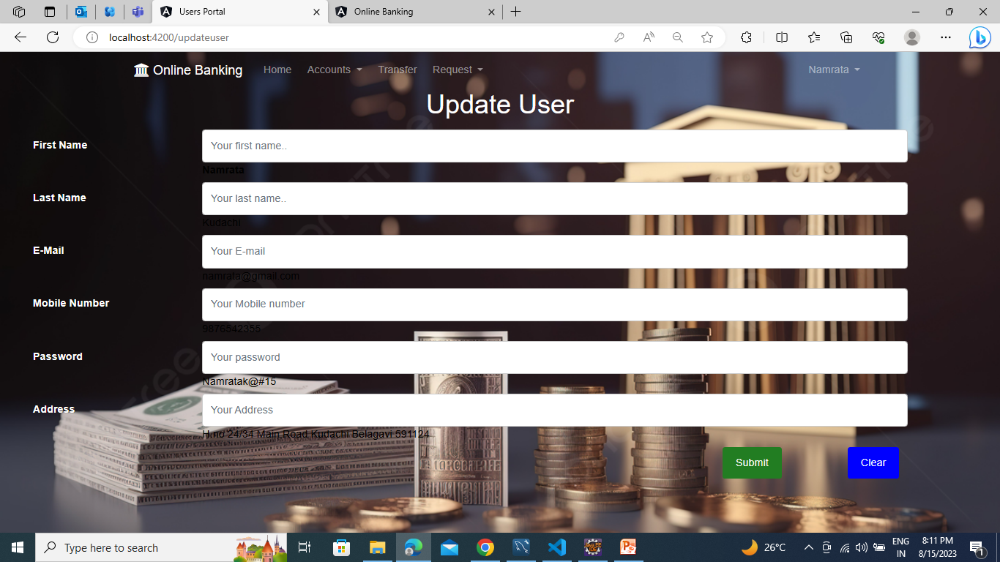 Users Portal
Online Banking
localhost:4200/updateuser
Online Banking Home Accounts Transfer Request Namrata
Update User
First Name
Your first name..
Namrata
Last Name
Your last name..
Kudachi
E-Mail
Your E-mail
namrata@gmail.com
Mobile Number
Your Mobile number
9876542355
Password
Your password
Namratak@#15
Address
Your Address
H.no 24/34 Main Road Kudachi Belagavi 591124
Submit Clear
Type here to search
26°C
ENG
IN
8:11 PM
8/15/2023
1